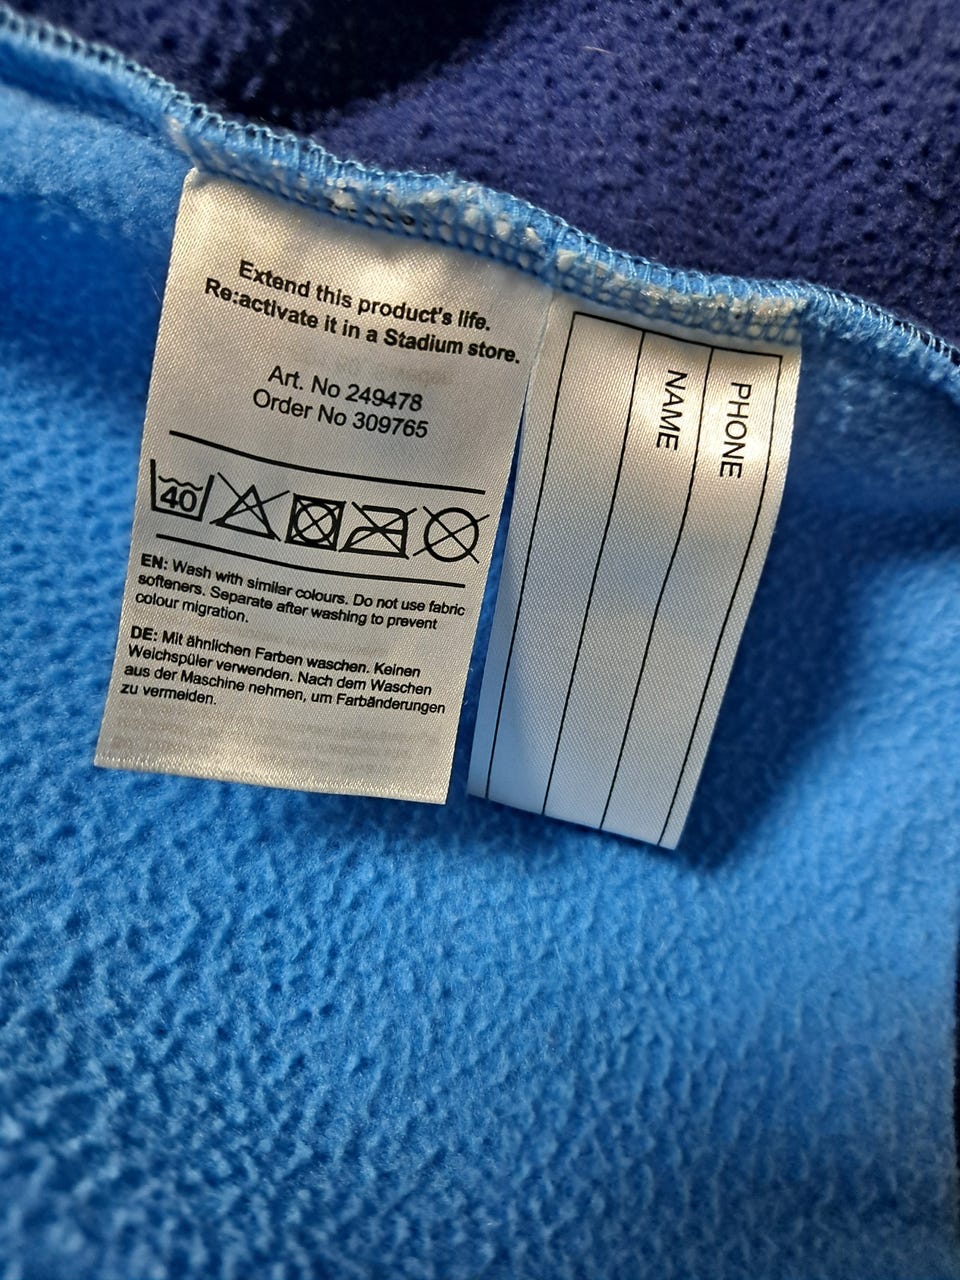 Extend this product's life.
Re:activate it in a Stadium store.
Art. No 249478
Order No 309765
40
EN: Wash with similar colours. Do not use fabric
softeners. Separate after washing to prevent
colour migration.
DE: Mit ähnlichen Farben waschen. Keinen
Weichspüler verwenden. Nach dem Waschen
aus der Maschine nehmen, um Farbänderungen
zu vermeiden.
PHONE
NAME